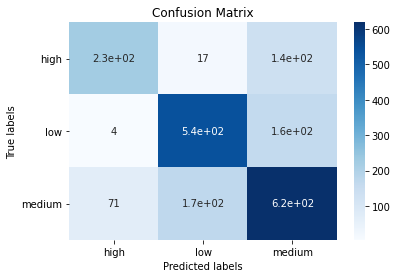 Confusion Matrix
True labels
high
2.3e+02 17 1.4e+02
low
4 5.4e+02 1.6e+02
medium
71 1.7e+02 6.2e+02
high low medium
Predicted labels
600
500
400
300
200
100